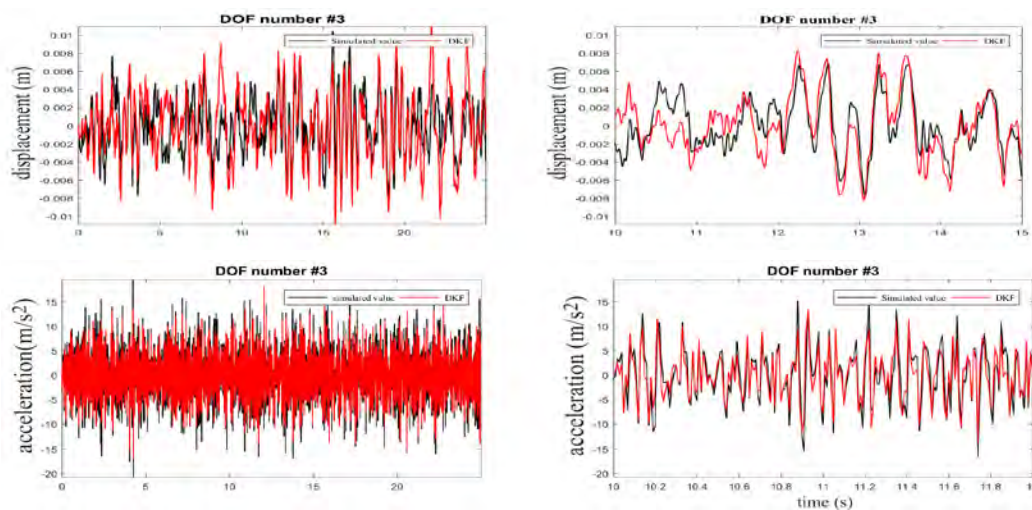 DOF number #3
Simulated value DKF
displacement (m)
0.01
0.008
0.006
0.004
0.002
0
-0.002
-0.004
-0.006
-0.008
-0.01
0 5 10 15 20
DOF number #3
Simulated value DKF
displacement (m)
0.01
0.008
0.006
0.004
0.002
0
-0.002
-0.004
-0.006
-0.008
-0.01
10 11 12 13 14 15
DOF number #3
simulated value DKF
acceleration(m/s2)
15
10
5
0
-5
-10
-15
-20
0 5 10 15 20
DOF number #3
Simulated value DKF
acceleration (m/s2)
15
10
5
0
-5
-10
-15
-20
10 10.2 10.4 10.6 10.8 11 11.2 11.4 11.6 11.8
time (s)